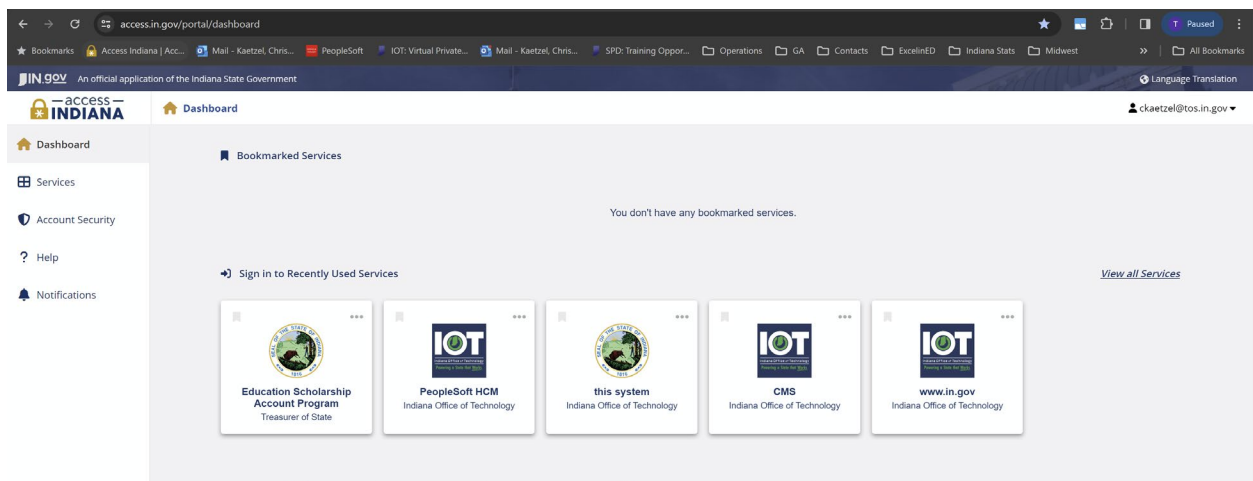 access.in.gov/portal/dashboard
T Paused
Bookmarks Access Indiana | Acc... Mail - Kaetzel, Chris... PeopleSoft IOT: Virtual Private... Mail - Kaetzel, Chris... SPD: Training Oppor... Operations GA Contacts ExcelinED Indiana Stats Midwest » All Bookmarks
IN.gov An official application of the Indiana State Government Language Translation
access
INDIANA
Dashboard
ckaetzel@tos.in.gov
Dashboard
Services
Account Security
? Help
Notifications
Bookmarked Services
You don't have any bookmarked services.
Sign in to Recently Used Services
View all Services
Education Scholarship
Account Program
Treasurer of State
IOT
PeopleSoft HCM
Indiana Office of Technology
this system
Indiana Office of Technology
IOT
CMS
Indiana Office of Technology
IOT
www.in.gov
Indiana Office of Technology